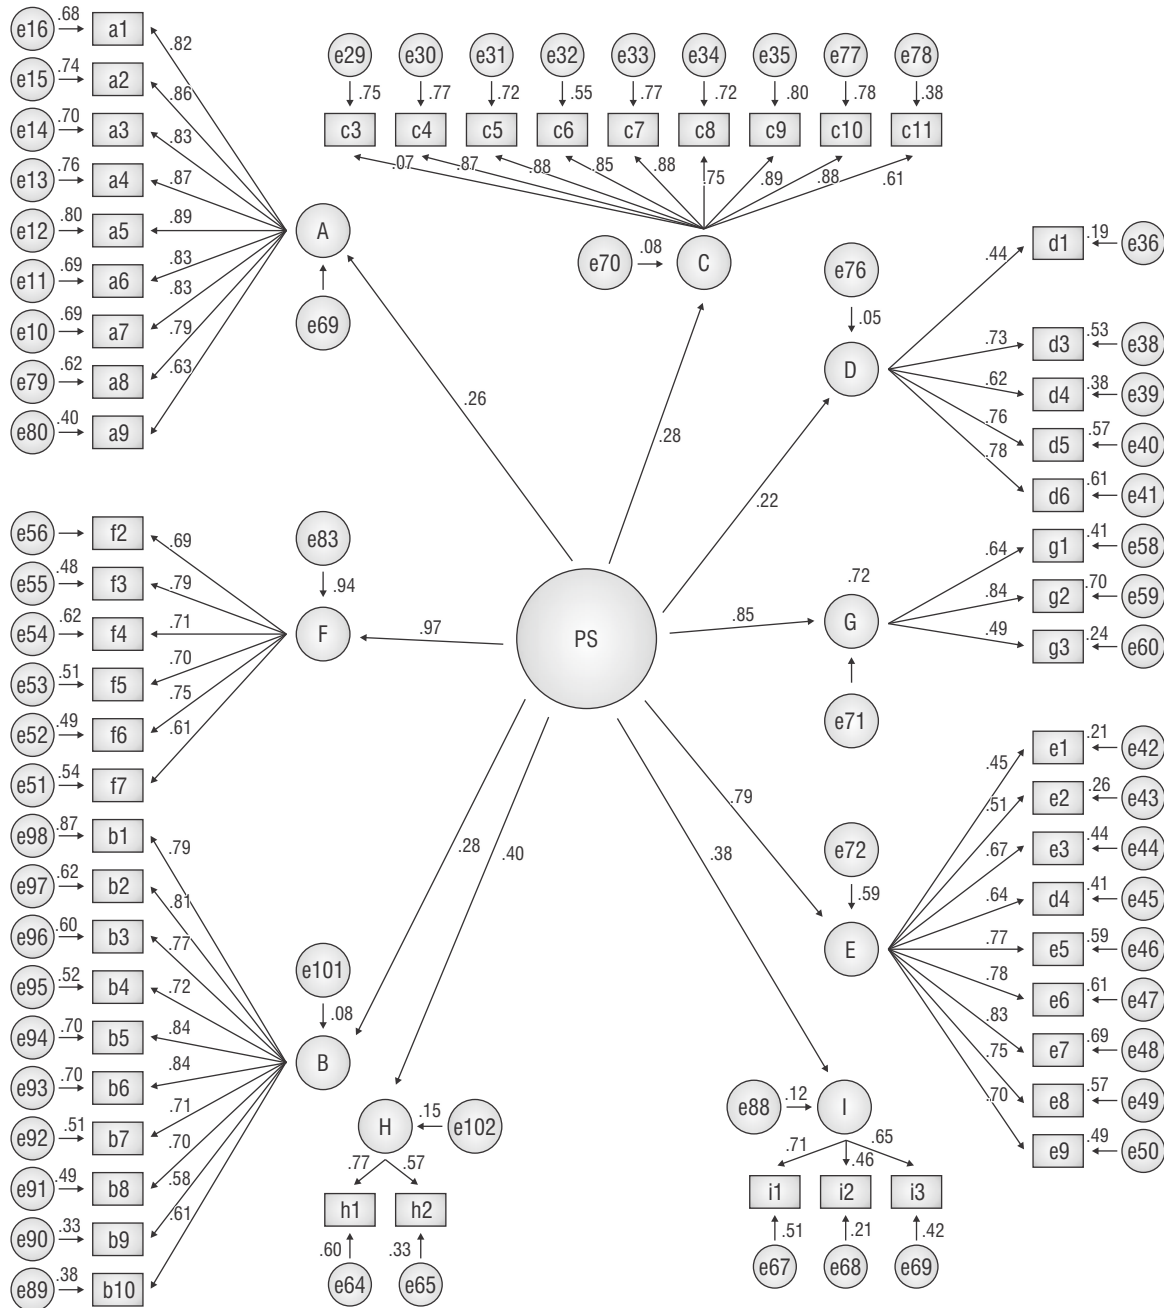 e16 .68 a1
.82
e15 .74 a2
.86
e14 .70 a3
.83
e13 .76 a4
.87
e12 .80 a5
.89
e11 .69 a6
.83
e10 .69 a7
.83
e79 .62 a8
.79
e80 .40 a9
.63
A
e69
.26
e29 e30 e31 e32 e33 e34 e35 e77 e78
.75 .77 .72 .55 .77 .72 .80 .78 .38
c3 c4 c5 c6 c7 c8 c9 c10 c11
.07 .87 .88 .85 .88 .75 .89 .88 .61
e70 .08 C
.28
e76
.05
D
.22
.44 d1 .19 e36
.73 d3 .53 e38
.62 d4 .38 e39
.76 d5 .57 e40
.78 d6 .61 e41
e56 f2 .69
e55 .48 f3 .79
e54 .62 f4 .71
e53 .51 f5 .70
e52 .49 f6 .75
e51 .54 f7 .61
e83
.94
F
.97
PS
.85
.72
G
e71
.64 g1 .41 e58
.84 g2 .70 e59
.49 g3 .24 e60
e98 .87 b1 .79
e97 .62 b2 .81
e96 .60 b3 .77
e95 .52 b4 .72
e94 .70 b5 .84
e93 .70 b6 .84
e92 .51 b7 .71
e91 .49 b8 .70
e90 .33 b9 .58
e89 .38 b10 .61
e101
.08
B
.28
.40
H .15 e102
.77 .57
h1 h2
.60 .33
e64 e65
.38
e88 .12 I
.71 .46 .65
i1 i2 i3
.51 .21 .42
e67 e68 e69
.79
e72
.59
E
.45 e1 .21 e42
.51 e2 .26 e43
.67 e3 .44 e44
.64 d4 .41 e45
.77 e5 .59 e46
.78 e6 .61 e47
.83 e7 .69 e48
.75 e8 .57 e49
.70 e9 .49 e50